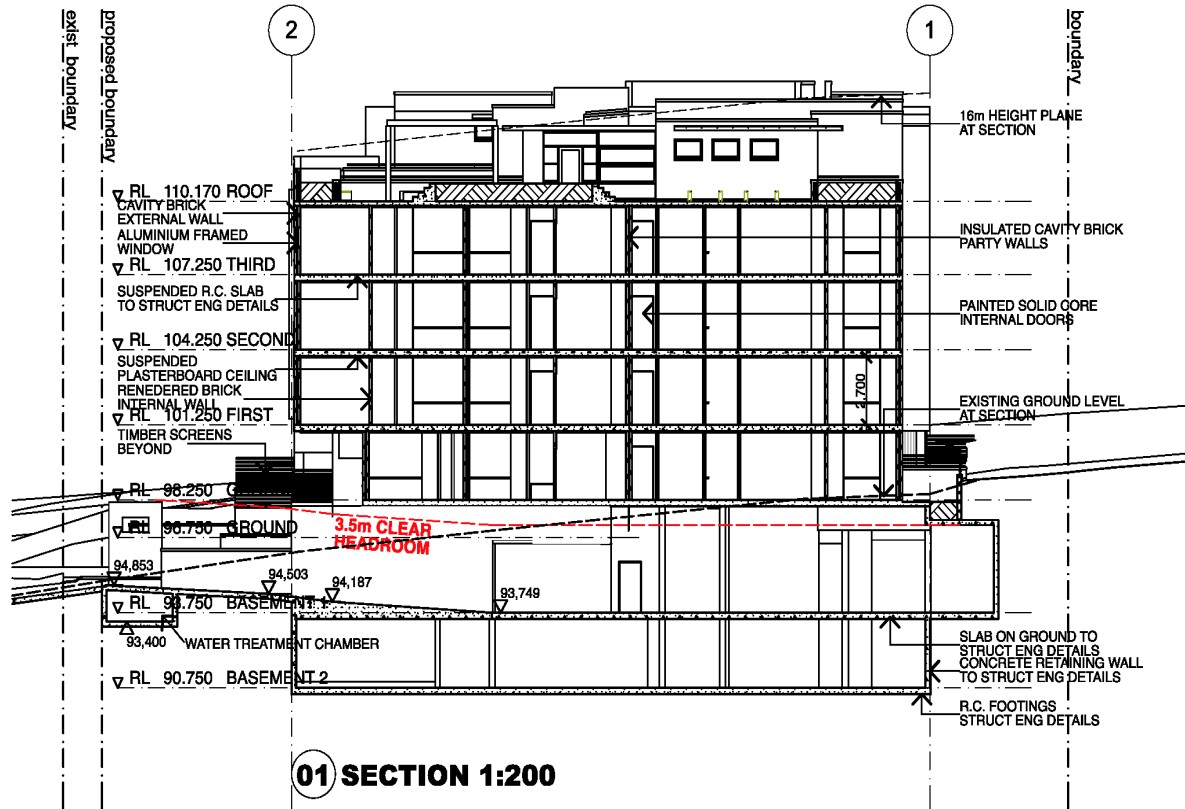 exist boundary
proposed boundary
2
1
boundary
16m HEIGHT PLANE
AT SECTION
RL 110.170 ROOF
CAVITY BRICK
EXTERNAL WALL
ALUMINIUM FRAMED
WINDOW
INSULATED CAVITY BRICK
PARTY WALLS
RL 107.250 THIRD
SUSPENDED R.C. SLAB
TO STRUCT ENG DETAILS
PAINTED SOLID CORE
INTERNAL DOORS
RL 104.250 SECOND
SUSPENDED
PLASTERBOARD CEILING
RENEDERED BRICK
INTERNAL WALL
2,700
EXISTING GROUND LEVEL
AT SECTION
RL 101.250 FIRST
TIMBER SCREENS
BEYOND
RL 98.250 G
RL 96.750 GROUND
3.5m CLEAR
HEADROOM
94,853
94,503
94,187
93,749
RL 93.750 BASEMENT 1
93,400
WATER TREATMENT CHAMBER
SLAB ON GROUND TO
STRUCT ENG DETAILS
CONCRETE RETAINING WALL
TO STRUCT ENG DETAILS
RL 90.750 BASEMENT 2
R.C. FOOTINGS
STRUCT ENG DETAILS
01 SECTION 1:200